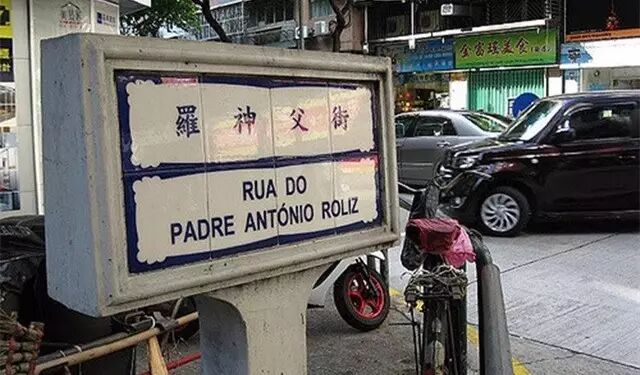 羅神父街
RUA DO
PADRE ANTÓNIO ROLIZ